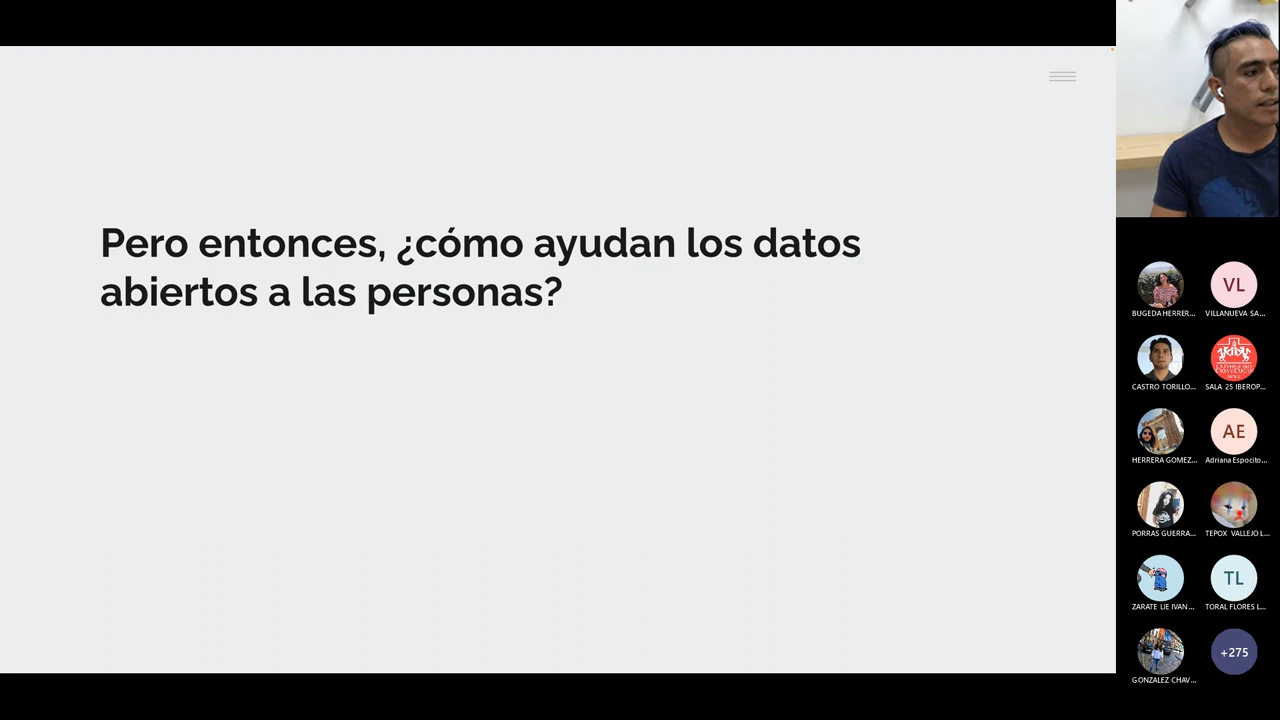 Pero entonces, ¿cómo ayudan los datos
abiertos a las personas?
BUGEDA HERRER...
VL
VILLANUEVA SA...
CASTRO TORILLO...
SALA 25 IBEROP...
HERRERA GOMEZ...
AE
Adriana Espocito...
PORRAS GUERRA...
TEPOX VALLEJO L...
ZARATE LIE IVAN...
TL
TORAL FLORES L...
GONZALEZ CHAV...
+275